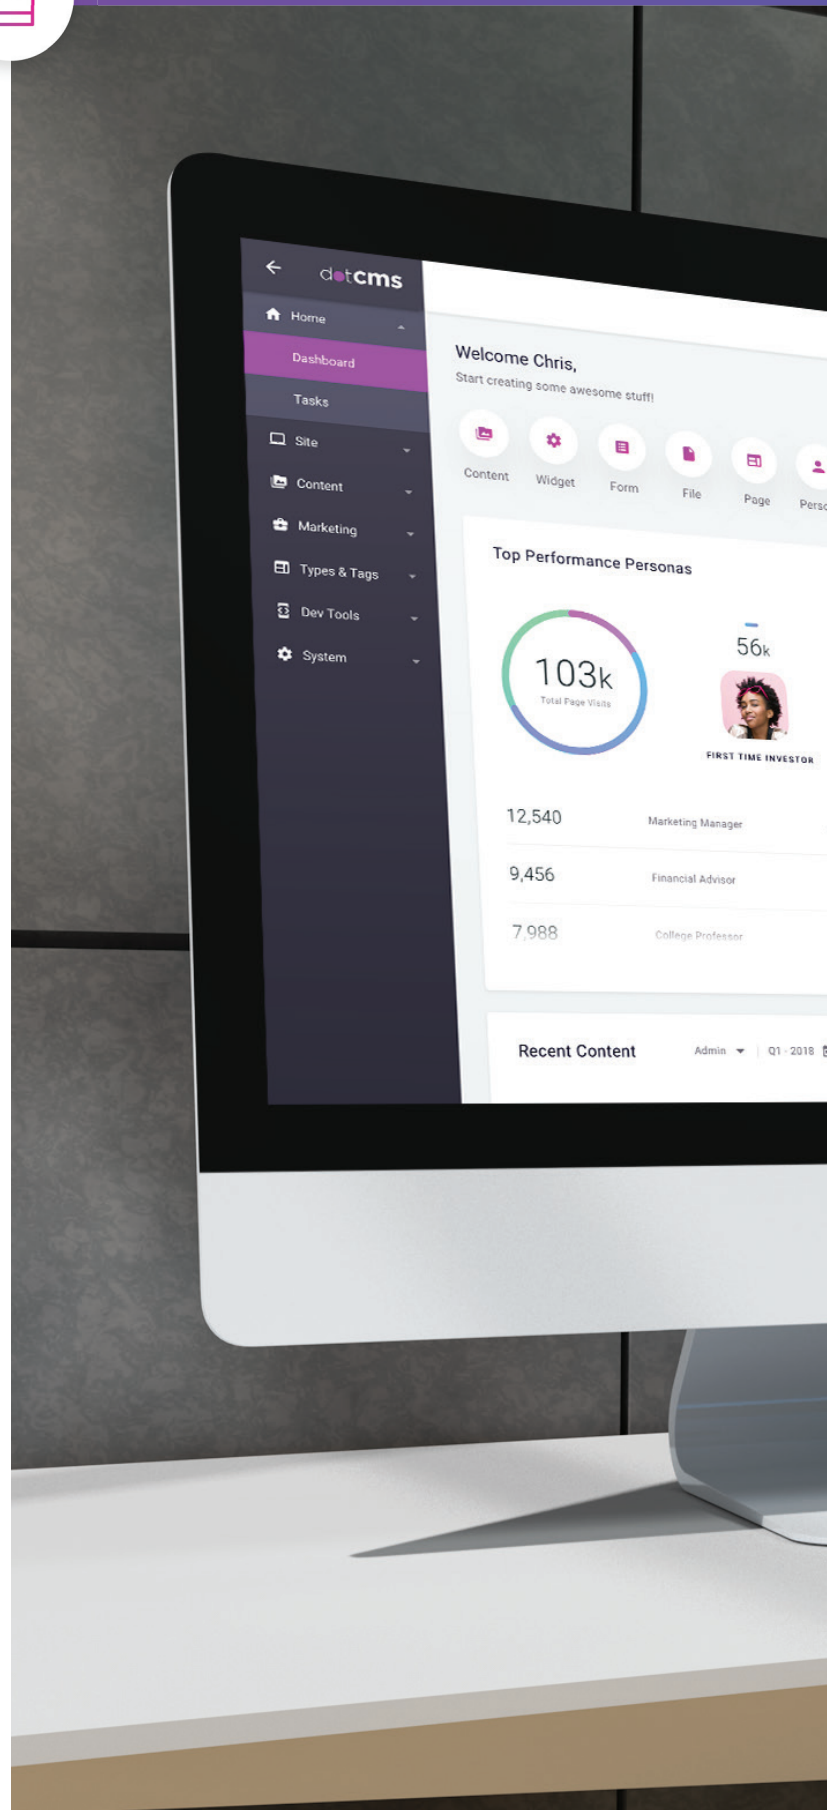 dotcms
Home
Dashboard
Tasks
Site
Content
Marketing
Types & Tags
Dev Tools
System
Welcome Chris,
Start creating some awesome stuff!
Content
Widget
Form
File
Page
Top Performance Personas
103k
Total Page Visits
56k
FIRST TIME INVESTOR
12,540 Marketing Manager
9,456 Financial Advisor
7,988 College Professor
Recent Content Admin Q1 - 2018